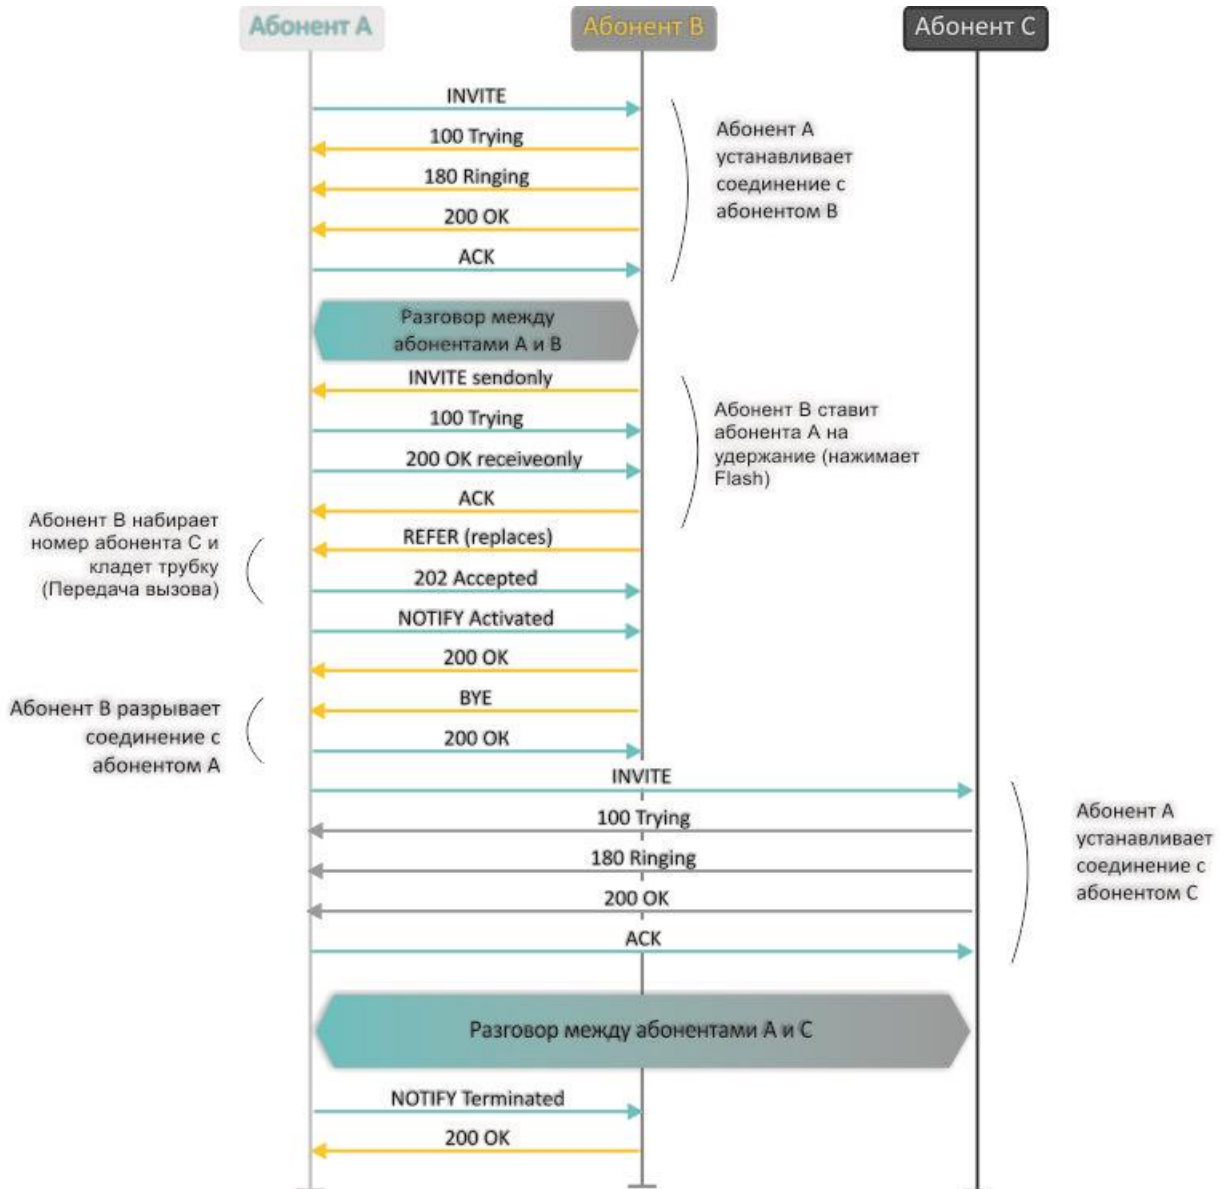 Абонент А
Абонент В
Абонент С
INVITE
100 Trying
180 Ringing
200 OK
ACK
Абонент А
устанавливает
соединение с
абонентом В
Разговор между
абонентами А и В
INVITE sendonly
100 Trying
200 OK receiveonly
ACK
Абонент В ставит
абонента А на
удержание (нажимает
Flash)
REFER (replaces)
202 Accepted
Абонент В набирает
номер абонента С и
кладет трубку
(Передача вызова)
NOTIFY Activated
200 OK
BYE
200 OK
Абонент В разрывает
соединение с
абонентом А
INVITE
100 Trying
180 Ringing
200 OK
ACK
Абонент А
устанавливает
соединение с
абонентом С
Разговор между абонентами А и С
NOTIFY Terminated
200 OK